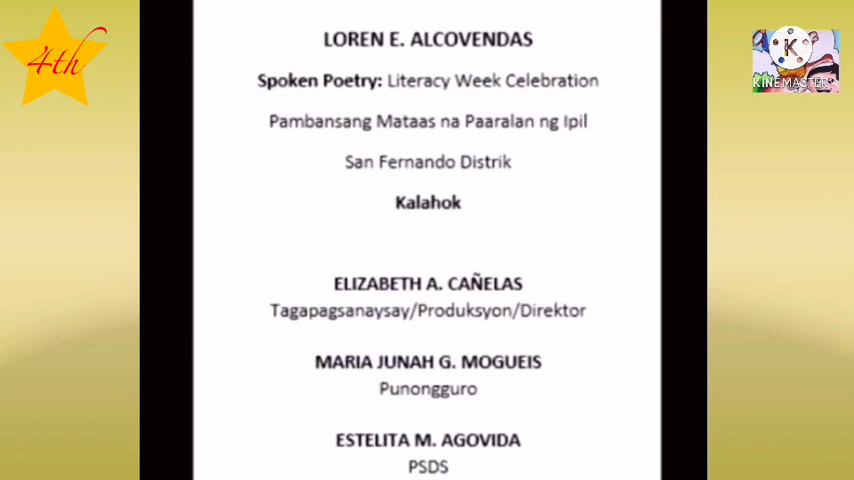 4th
K
KINEMASTER
LOREN E. ALCOVENDAS
Spoken Poetry: Literacy Week Celebration
Pambansang Mataas na Paaralan ng Ipil
San Fernando Distrik
Kalahok
ELIZABETH A. CAÑELAS
Tagapagsanaysay/Produksyon/Direktor
MARIA JUNAH G. MOGUEIS
Punongguro
ESTELITA M. AGOVIDA
PSDS